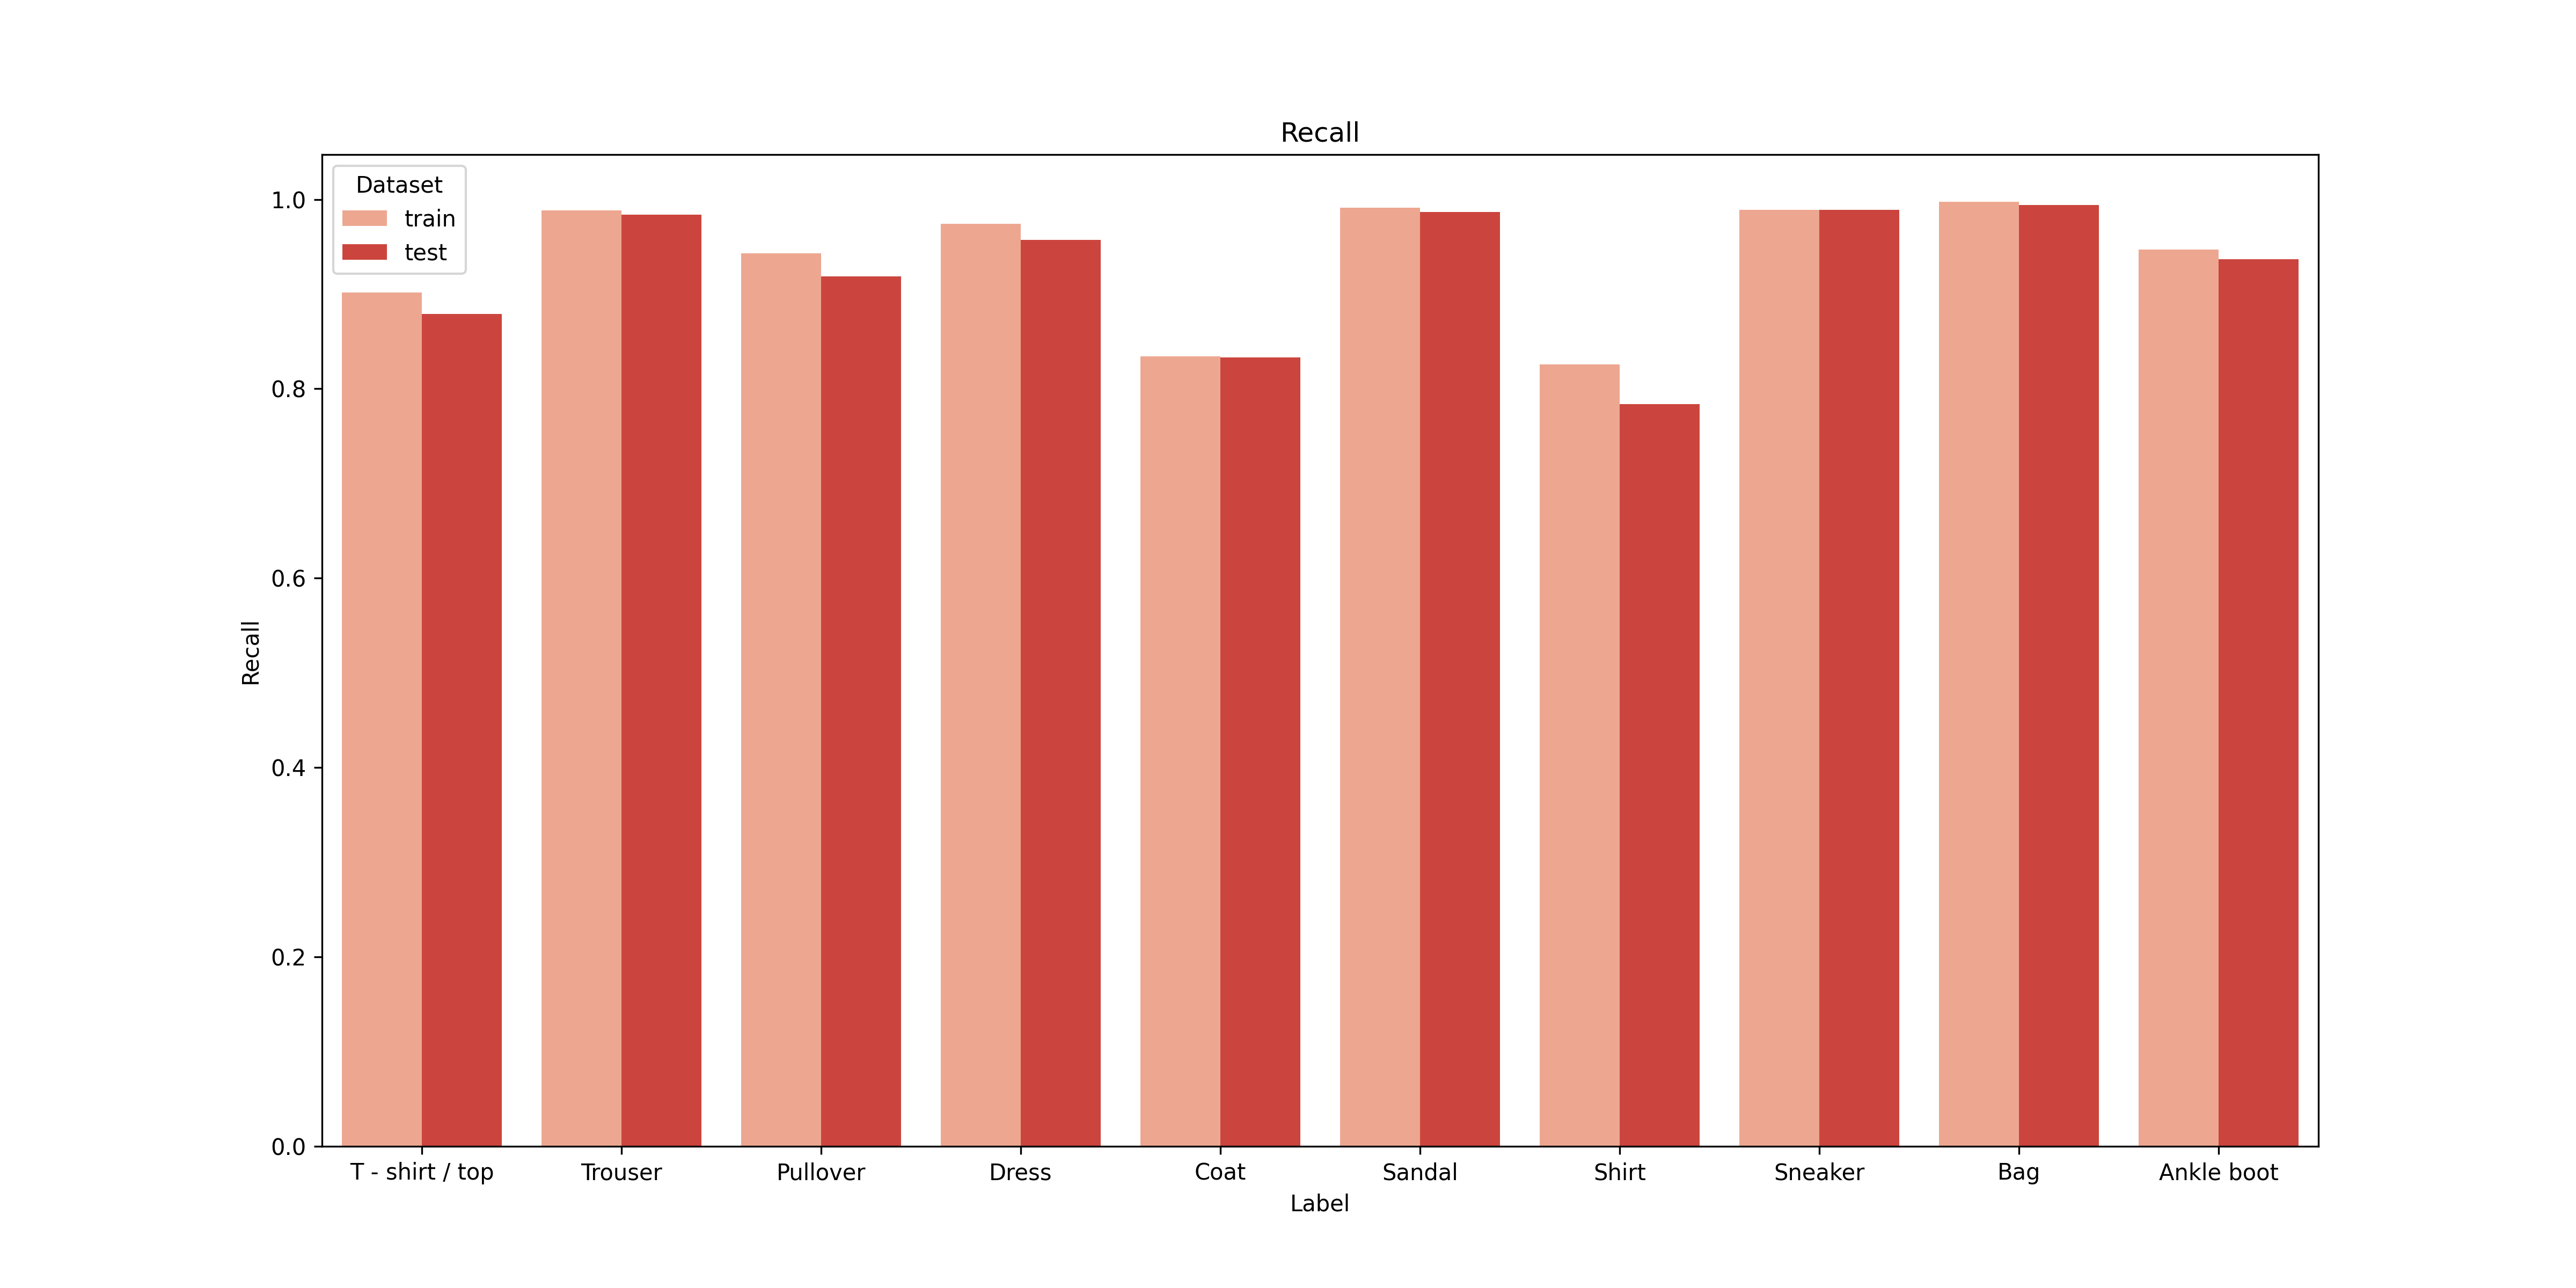 Recall
Dataset
train
test
1.0
0.8
0.6
0.4
0.2
0.0
Recall
T - shirt / top Trouser Pullover Dress Coat Sandal Shirt Sneaker Bag Ankle boot
Label